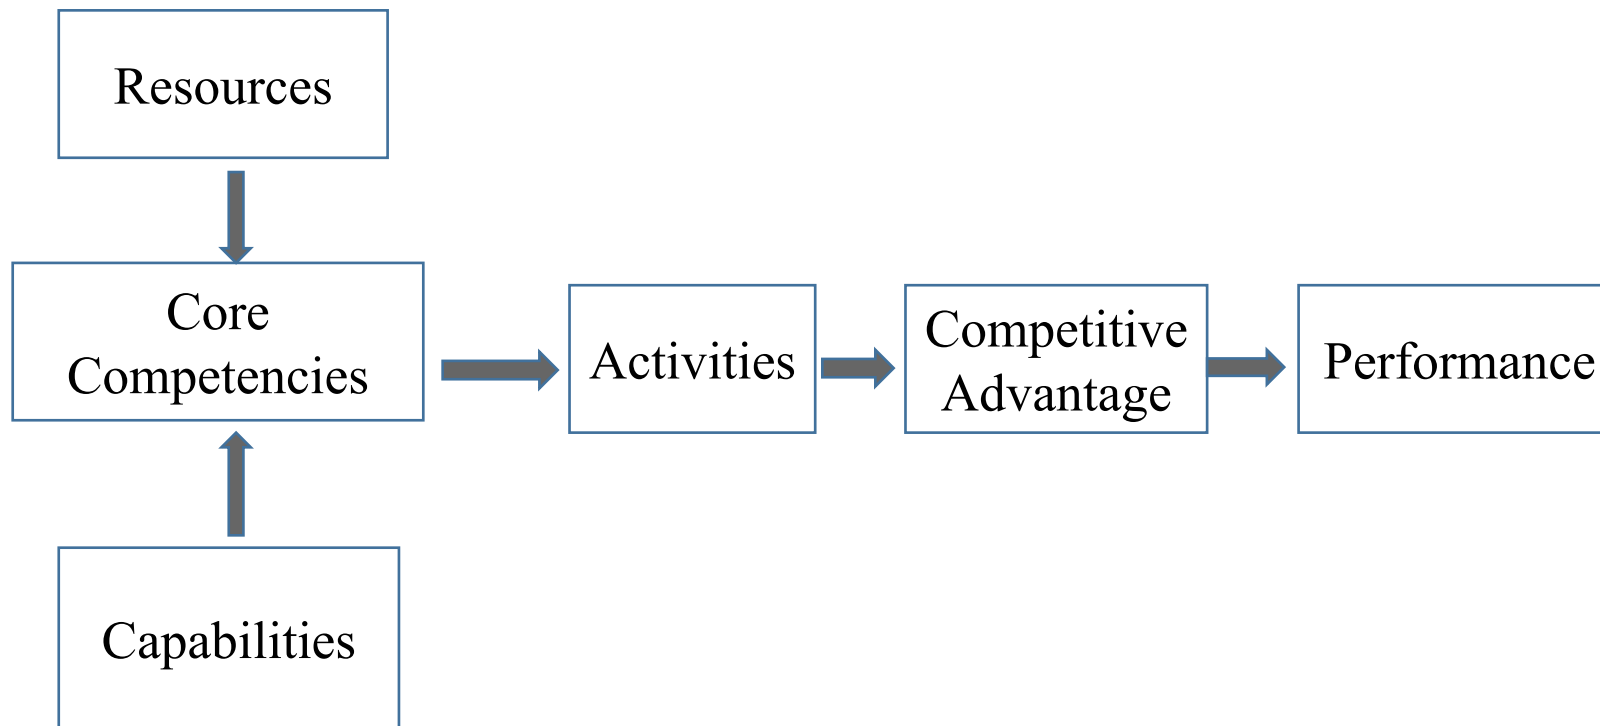 Resources
Core
Competencies
Activities
Competitive
Advantage
Performance
Capabilities